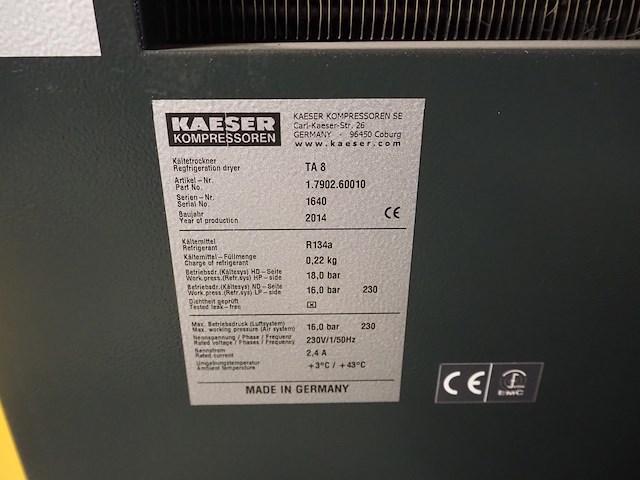 KAESER
KOMPRESSOREN
KAESER KOMPRESSOREN SE
Carl-Kaeser-Str. 26
GERMANY - 96450 Coburg
www.kaeser.com
Kältetrockner
Regfrigeration dryer TA 8
Artikel-Nr.
Part No. 1.7902.60010
Serien-Nr.
Serial No. 1640
Baujahr
Year of production 2014 CE
Kältemittel
Refrigerant R134a
Kältemittel-Füllmenge
Charge of refrigerant 0,22 kg
Betriebsdr.(Kältesys) HD-Seite
Work.press.(Refr.sys) HP-side 18,0 bar
Betriebsdr.(Kältesys) ND-Seite
Work.press.(Refr.sys) LP-side 16,0 bar 230
Dichtheit geprüft
Tested leak-free
Max. Betriebsdruck (Luftsystem)
Max. working pressure (Air system) 16,0 bar 230
Nennspannung / Phase / Frequenz
Rated voltage / Phases / Frequency 230V/1/50Hz
Nennstrom
Rated current 2,4 A
Umgebungstemperatur
Ambient temperature +3°C / +43°C
MADE IN GERMANY
CE EMC